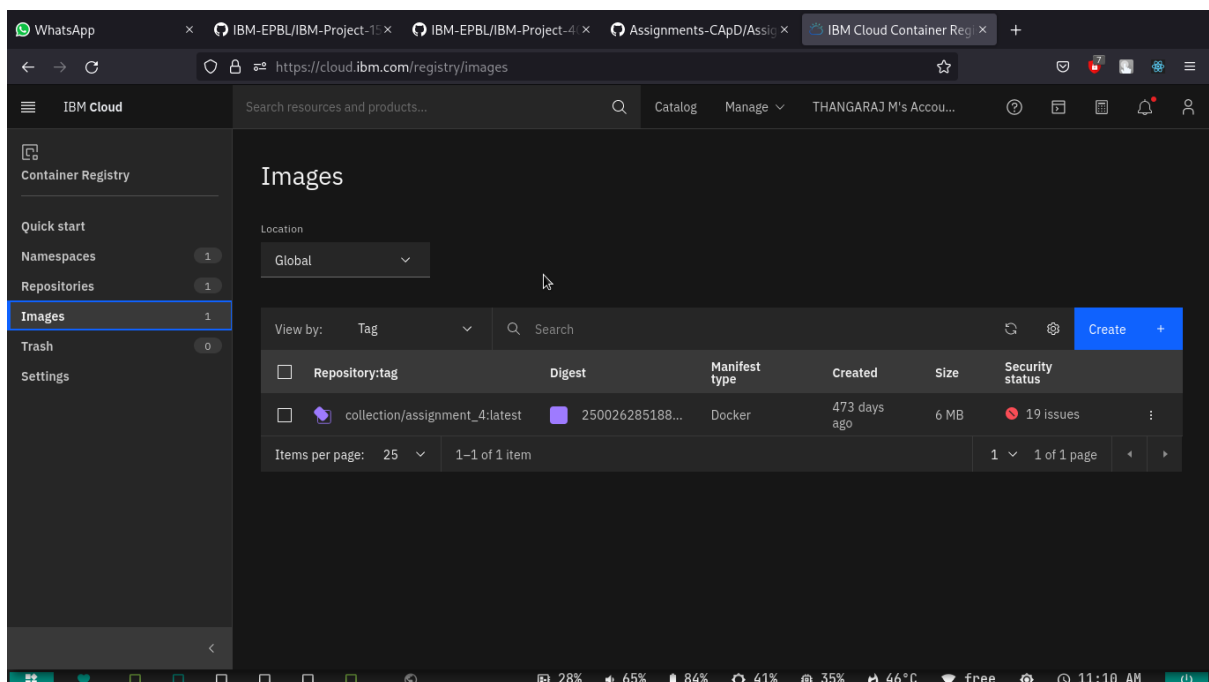 WhatsApp × IBM-EPBL/IBM-Project-15 × IBM-EPBL/IBM-Project-4 × Assignments-CApD/Assig × IBM Cloud Container Regi × +
https://cloud.ibm.com/registry/images 7
IBM Cloud Search resources and products... Catalog Manage THANGARAJ M's Accou...
Container Registry
Images
Quick start
Location
Namespaces 1
Global
Repositories 1
Images 1
View by: Tag Search Create +
Trash 0
Repository:tag Digest Manifest type Created Size Security status
Settings
collection/assignment_4:latest 250026285188... Docker 473 days ago 6 MB 19 issues
Items per page: 25 1–1 of 1 item 1 1 of 1 page
28% 65% 84% 41% 35% 46°C free 11:10 AM